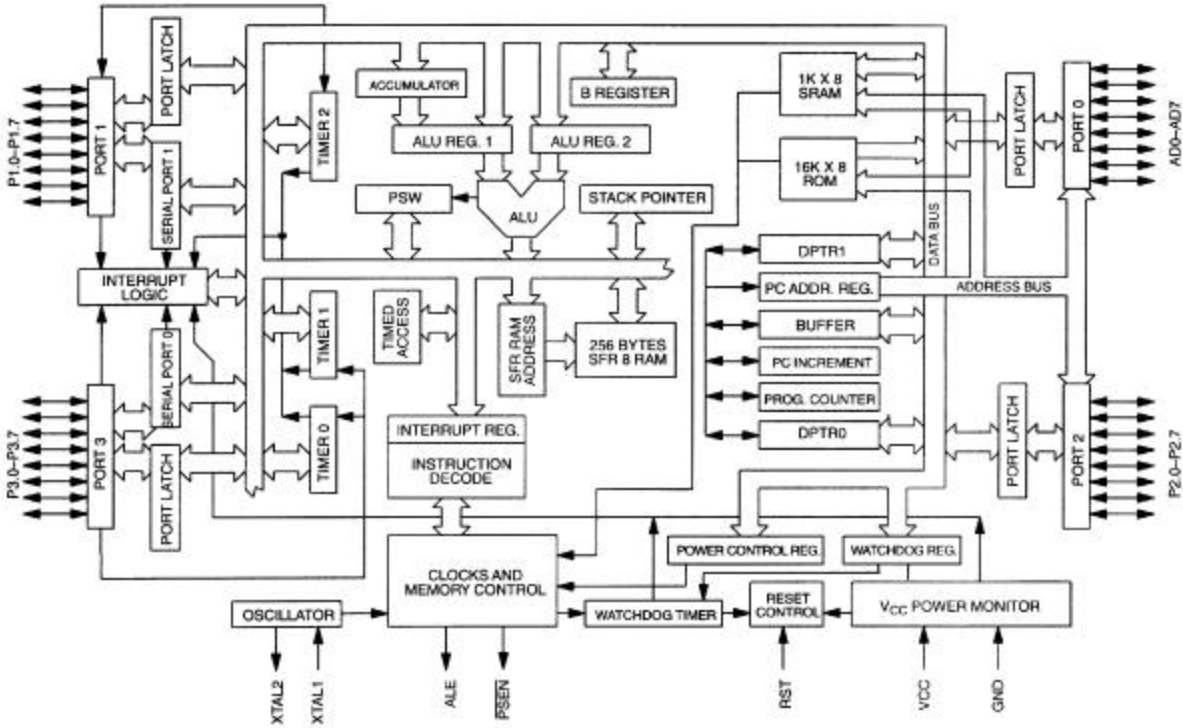 P1.0–P1.7
PORT 1
PORT LATCH
SERIAL PORT 1
INTERRUPT
LOGIC
P3.0–P3.7
PORT 3
SERIAL PORT 0
PORT LATCH
TIMER 2
TIMER 1
TIMER 0
ACCUMULATOR
B REGISTER
ALU REG. 1
ALU REG. 2
PSW
ALU
STACK POINTER
TIMED
ACCESS
SFR RAM
ADDRESS
256 BYTES
SFR 8 RAM
INTERRUPT REG.
INSTRUCTION
DECODE
1K X 8
SRAM
16K X 8
ROM
DPTR1
PC ADDR. REG.
BUFFER
PC INCREMENT
PROG. COUNTER
DPTR0
DATA BUS
ADDRESS BUS
PORT LATCH
PORT 0
AD0–AD7
PORT LATCH
PORT 2
P2.0–P2.7
CLOCKS AND
MEMORY CONTROL
POWER CONTROL REG.
WATCHDOG REG.
OSCILLATOR
WATCHDOG TIMER
RESET
CONTROL
VCC POWER MONITOR
XTAL2
XTAL1
ALE
PSEN
RST
VCC
GND